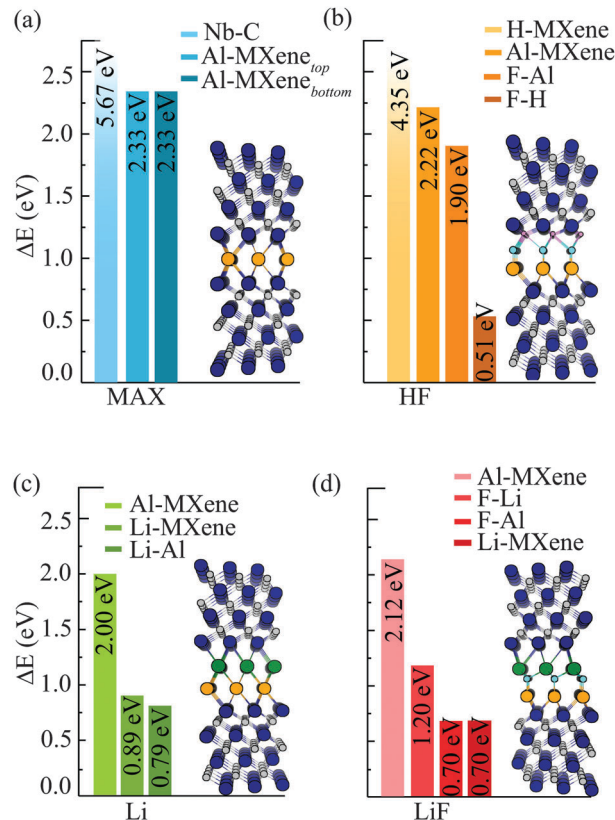 (a)
Nb-C
Al-MXene top
Al-MXene bottom
2.5
2.0
1.5
1.0
0.5
0.0
ΔE (eV)
5.67 eV
2.33 eV
2.33 eV
MAX
(b)
H-MXene
Al-MXene
F-Al
F-H
4.35 eV
2.22 eV
1.90 eV
0.51 eV
HF
(c)
Al-MXene
Li-MXene
Li-Al
2.5
2.0
1.5
1.0
0.5
0.0
ΔE (eV)
2.00 eV
0.89 eV
0.79 eV
Li
(d)
Al-MXene
F-Li
F-Al
Li-MXene
2.12 eV
1.20 eV
0.70 eV
0.70 eV
LiF